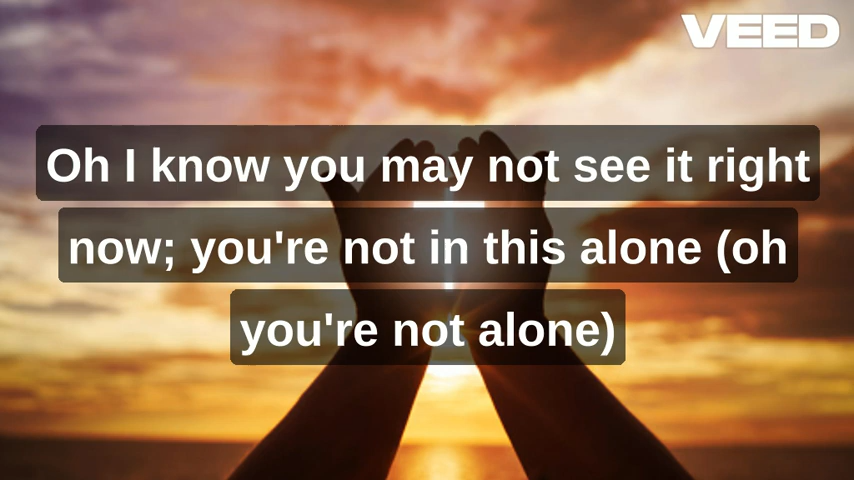 VEED
Oh I know you may not see it right
now; you're not in this alone (oh
you're not alone)